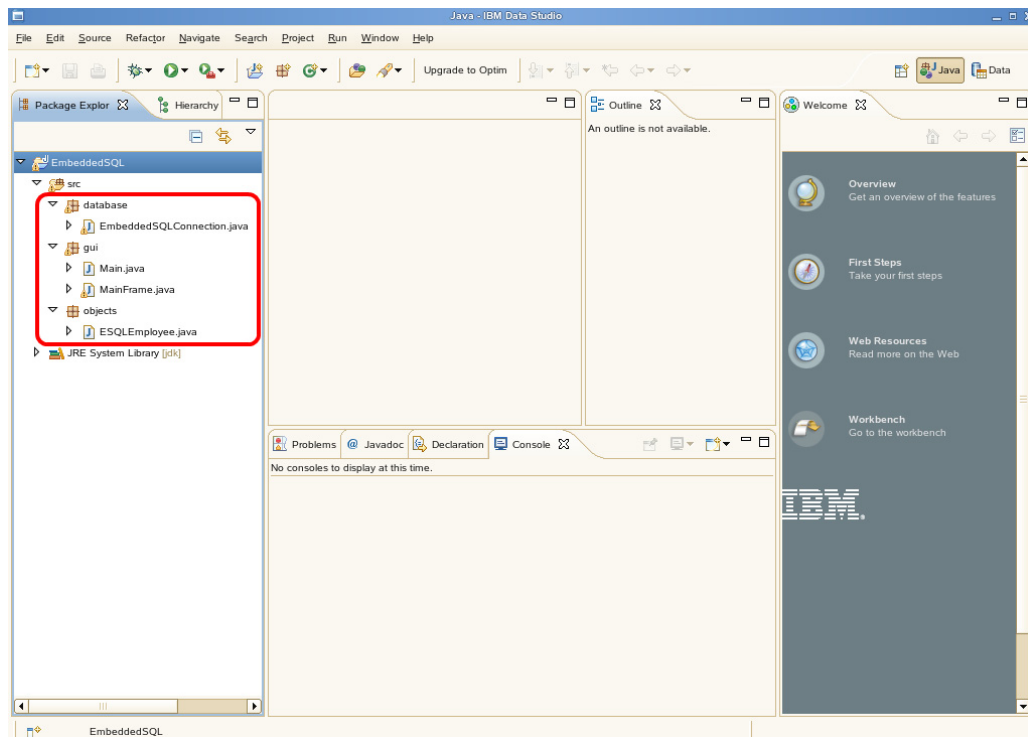 Java - IBM Data Studio
File Edit Source Refactor Navigate Search Project Run Window Help
Upgrade to Optim
Java
Data
Package Explor
Hierarchy
Outline
Welcome
An outline is not available.
EmbeddedSQL
src
database
EmbeddedSQLConnection.java
gui
Main.java
MainFrame.java
objects
ESQLEmployee.java
JRE System Library [jdk]
Overview
Get an overview of the features
First Steps
Take your first steps
Web Resources
Read more on the Web
Workbench
Go to the workbench
IBM
Problems @ Javadoc Declaration Console
No consoles to display at this time.
EmbeddedSQL